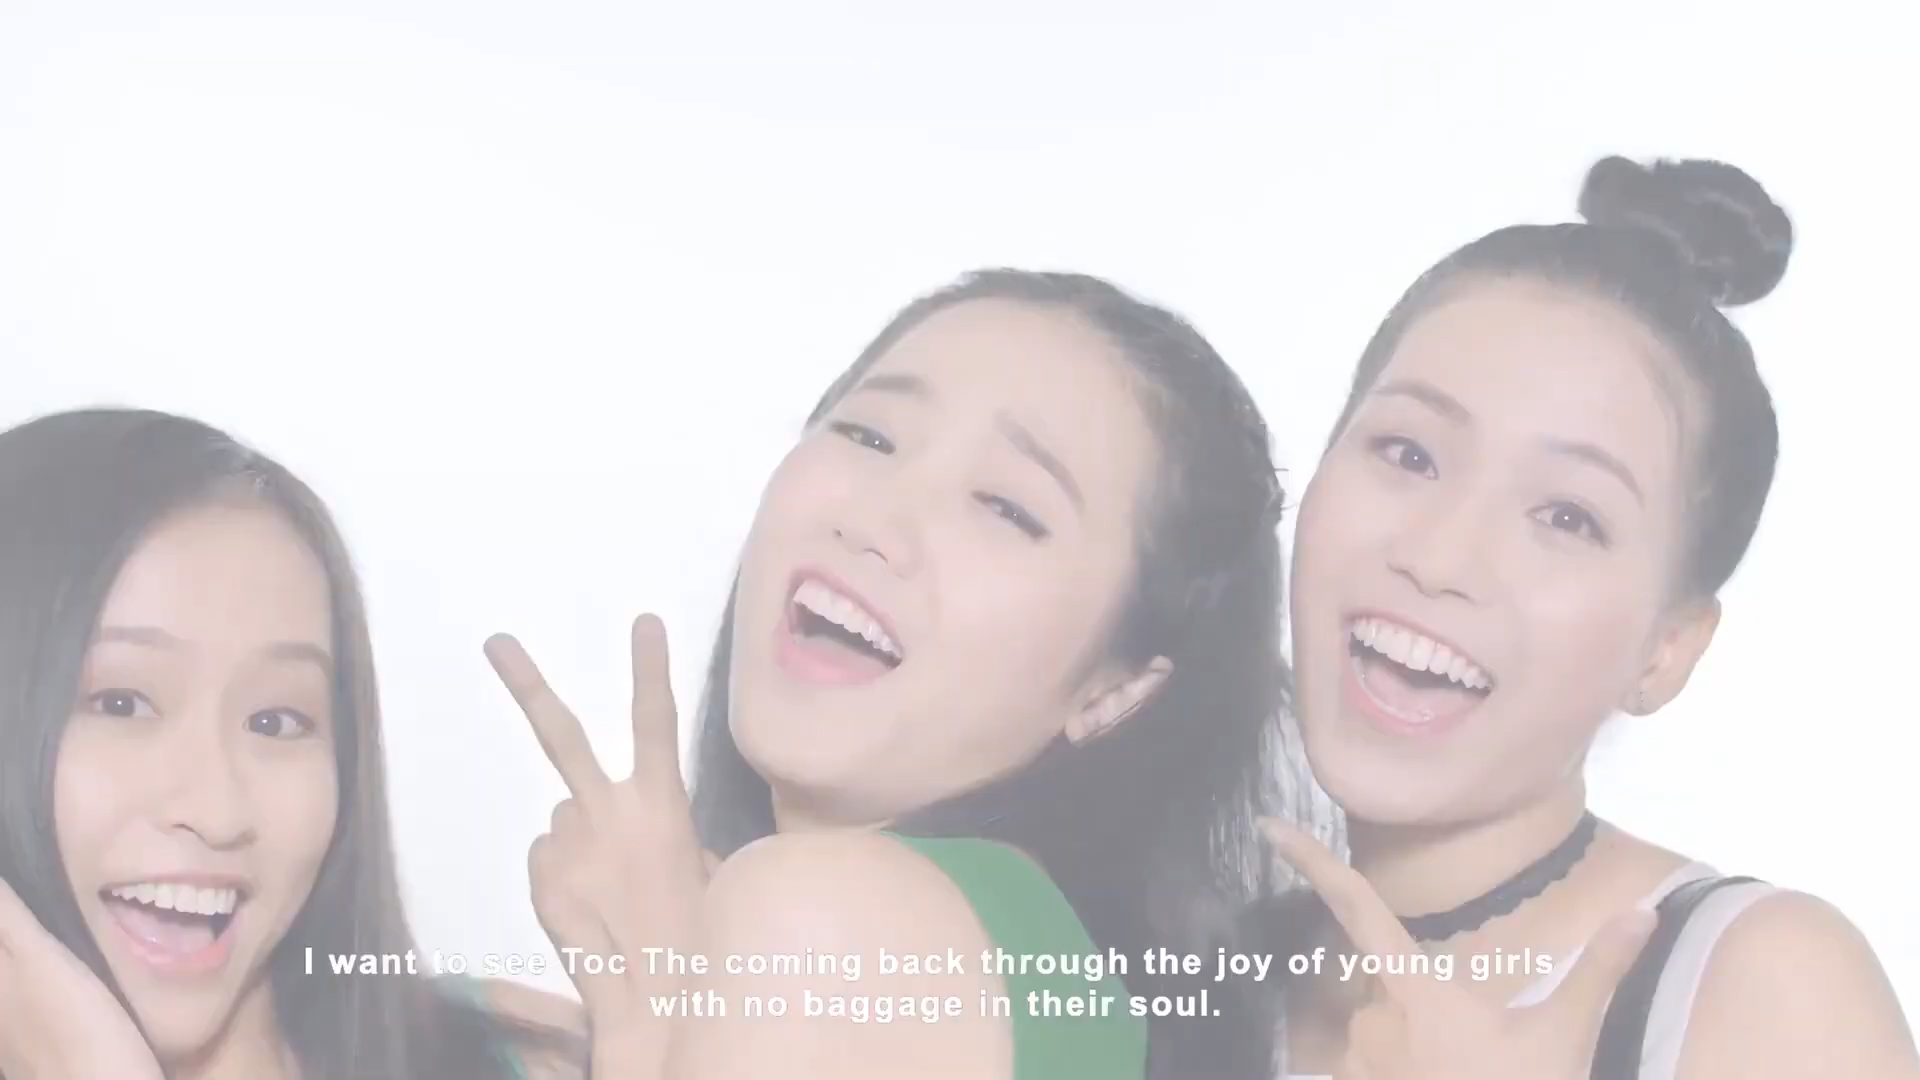 I want to see Toc The coming back through the joy of young girls
with no baggage in their soul.